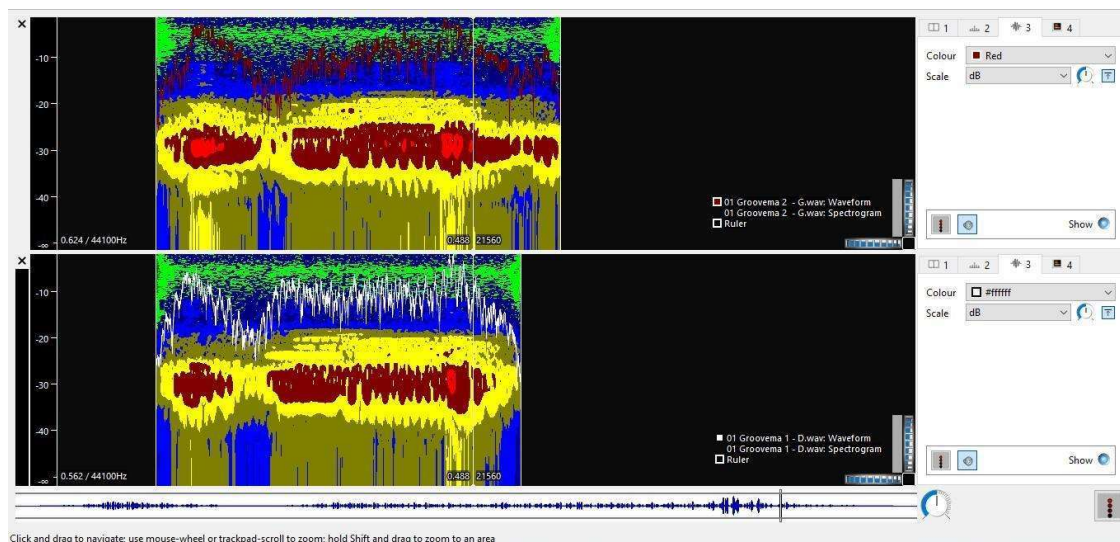 ×
-10
-20
-30
-40
-∞
0.624 / 44100Hz
0.488 21560
01 Groovema 2 - G.wav: Waveform
01 Groovema 2 - G.wav: Spectrogram
Ruler
1 2 3 4
Colour Red
Scale dB
Show
×
-10
-20
-30
-40
-∞
0.562 / 44100Hz
0.488 21560
01 Groovema 1 - D.wav: Waveform
01 Groovema 1 - D.wav: Spectrogram
Ruler
1 2 3 4
Colour #ffffff
Scale dB
Show
Click and drag to navigate; use mouse-wheel or trackpad-scroll to zoom; hold Shift and drag to zoom to an area